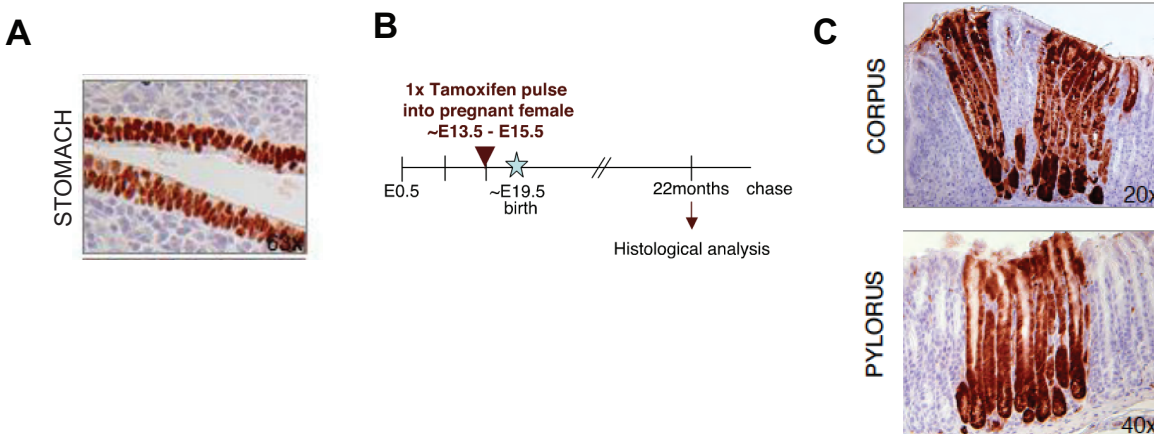 A
STOMACH
63x
B
1x Tamoxifen pulse
into pregnant female
~E13.5 - E15.5
E0.5
~E19.5
birth
22months
chase
Histological analysis
C
CORPUS
20x
PYLORUS
40x